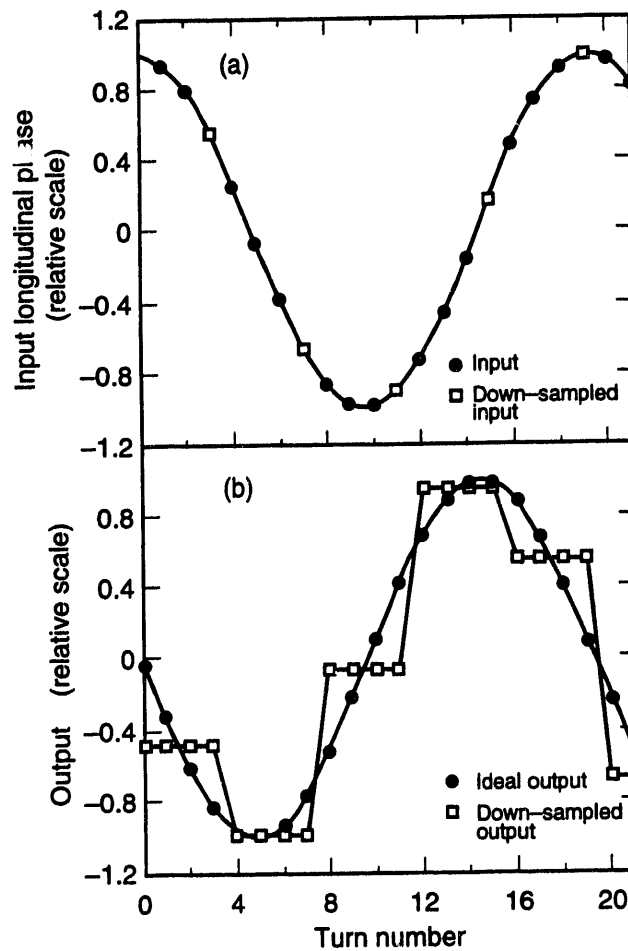 1.2
0.8
0.4
0
−0.4
−0.8
−1.2
(a)
Input longitudinal
(relative scale)
Input
Down–sampled
input
0.8
0.4
0
−0.4
−0.8
−1.2
(b)
Output (relative scale)
Ideal output
Down–sampled
output
0 4 8 12 16 20
Turn number